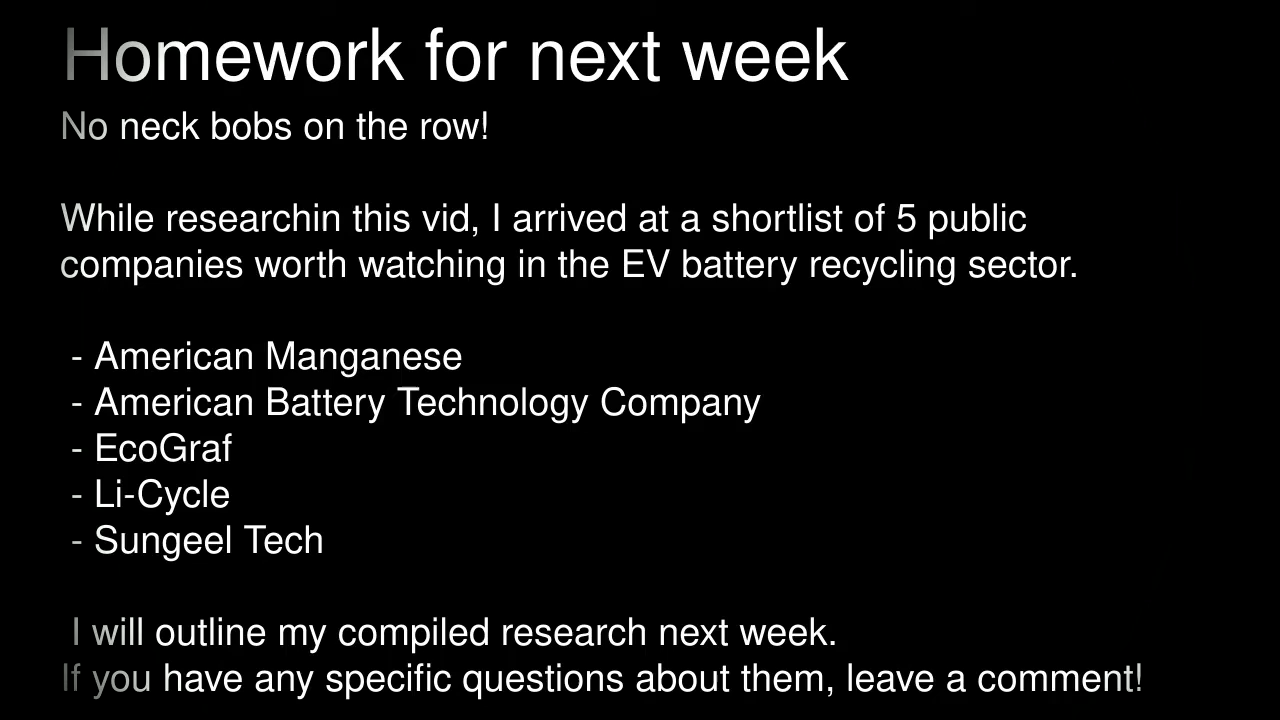 Homework for next week
No neck bobs on the row!
While researchin this vid, I arrived at a shortlist of 5 public
companies worth watching in the EV battery recycling sector.
- American Manganese
- American Battery Technology Company
- EcoGraf
- Li-Cycle
- Sungeel Tech
I will outline my compiled research next week.
If you have any specific questions about them, leave a comment!